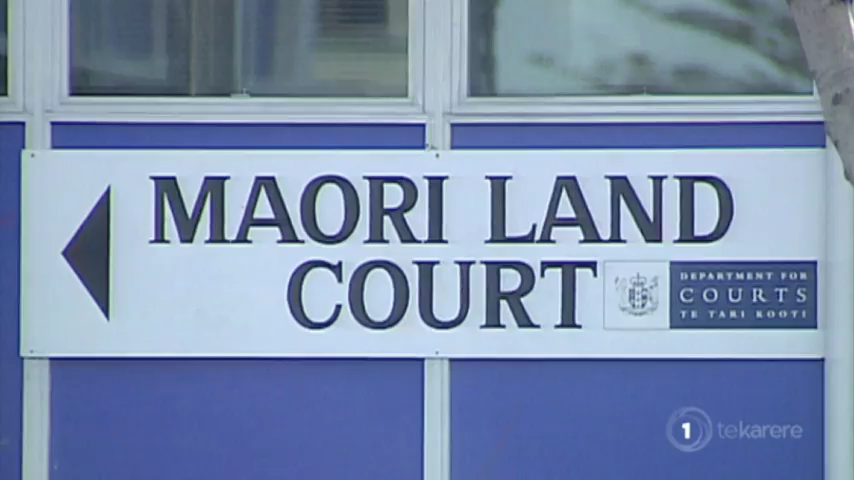 MAORI LAND
COURT
DEPARTMENT FOR
COURTS
TE TARI KOOTI
1 tekarere